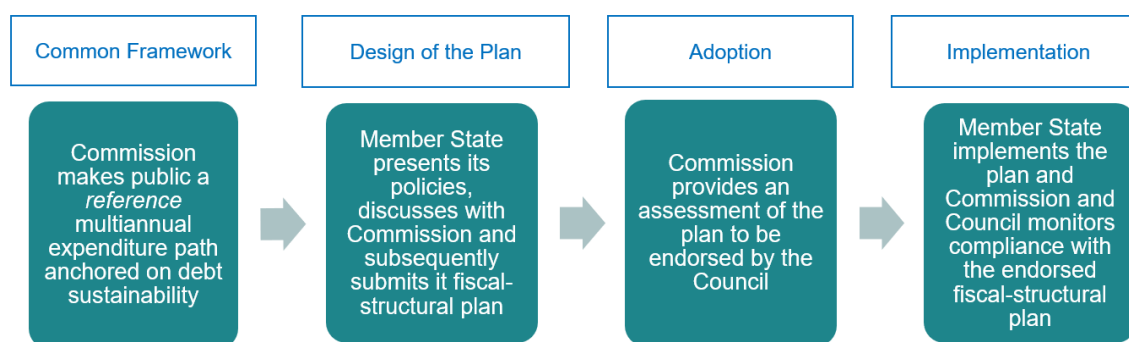 Common Framework
Design of the Plan
Adoption
Implementation
Commission
makes public a
reference
multiannual
expenditure path
anchored on debt
sustainability
Member State
presents its
policies,
discusses with
Commission and
subsequently
submits it fiscal-
structural plan
Commission
provides an
assessment of the
plan to be
endorsed by the
Council
Member State
implements the
plan and
Commission and
Council monitors
compliance with
the endorsed
fiscal-structural
plan